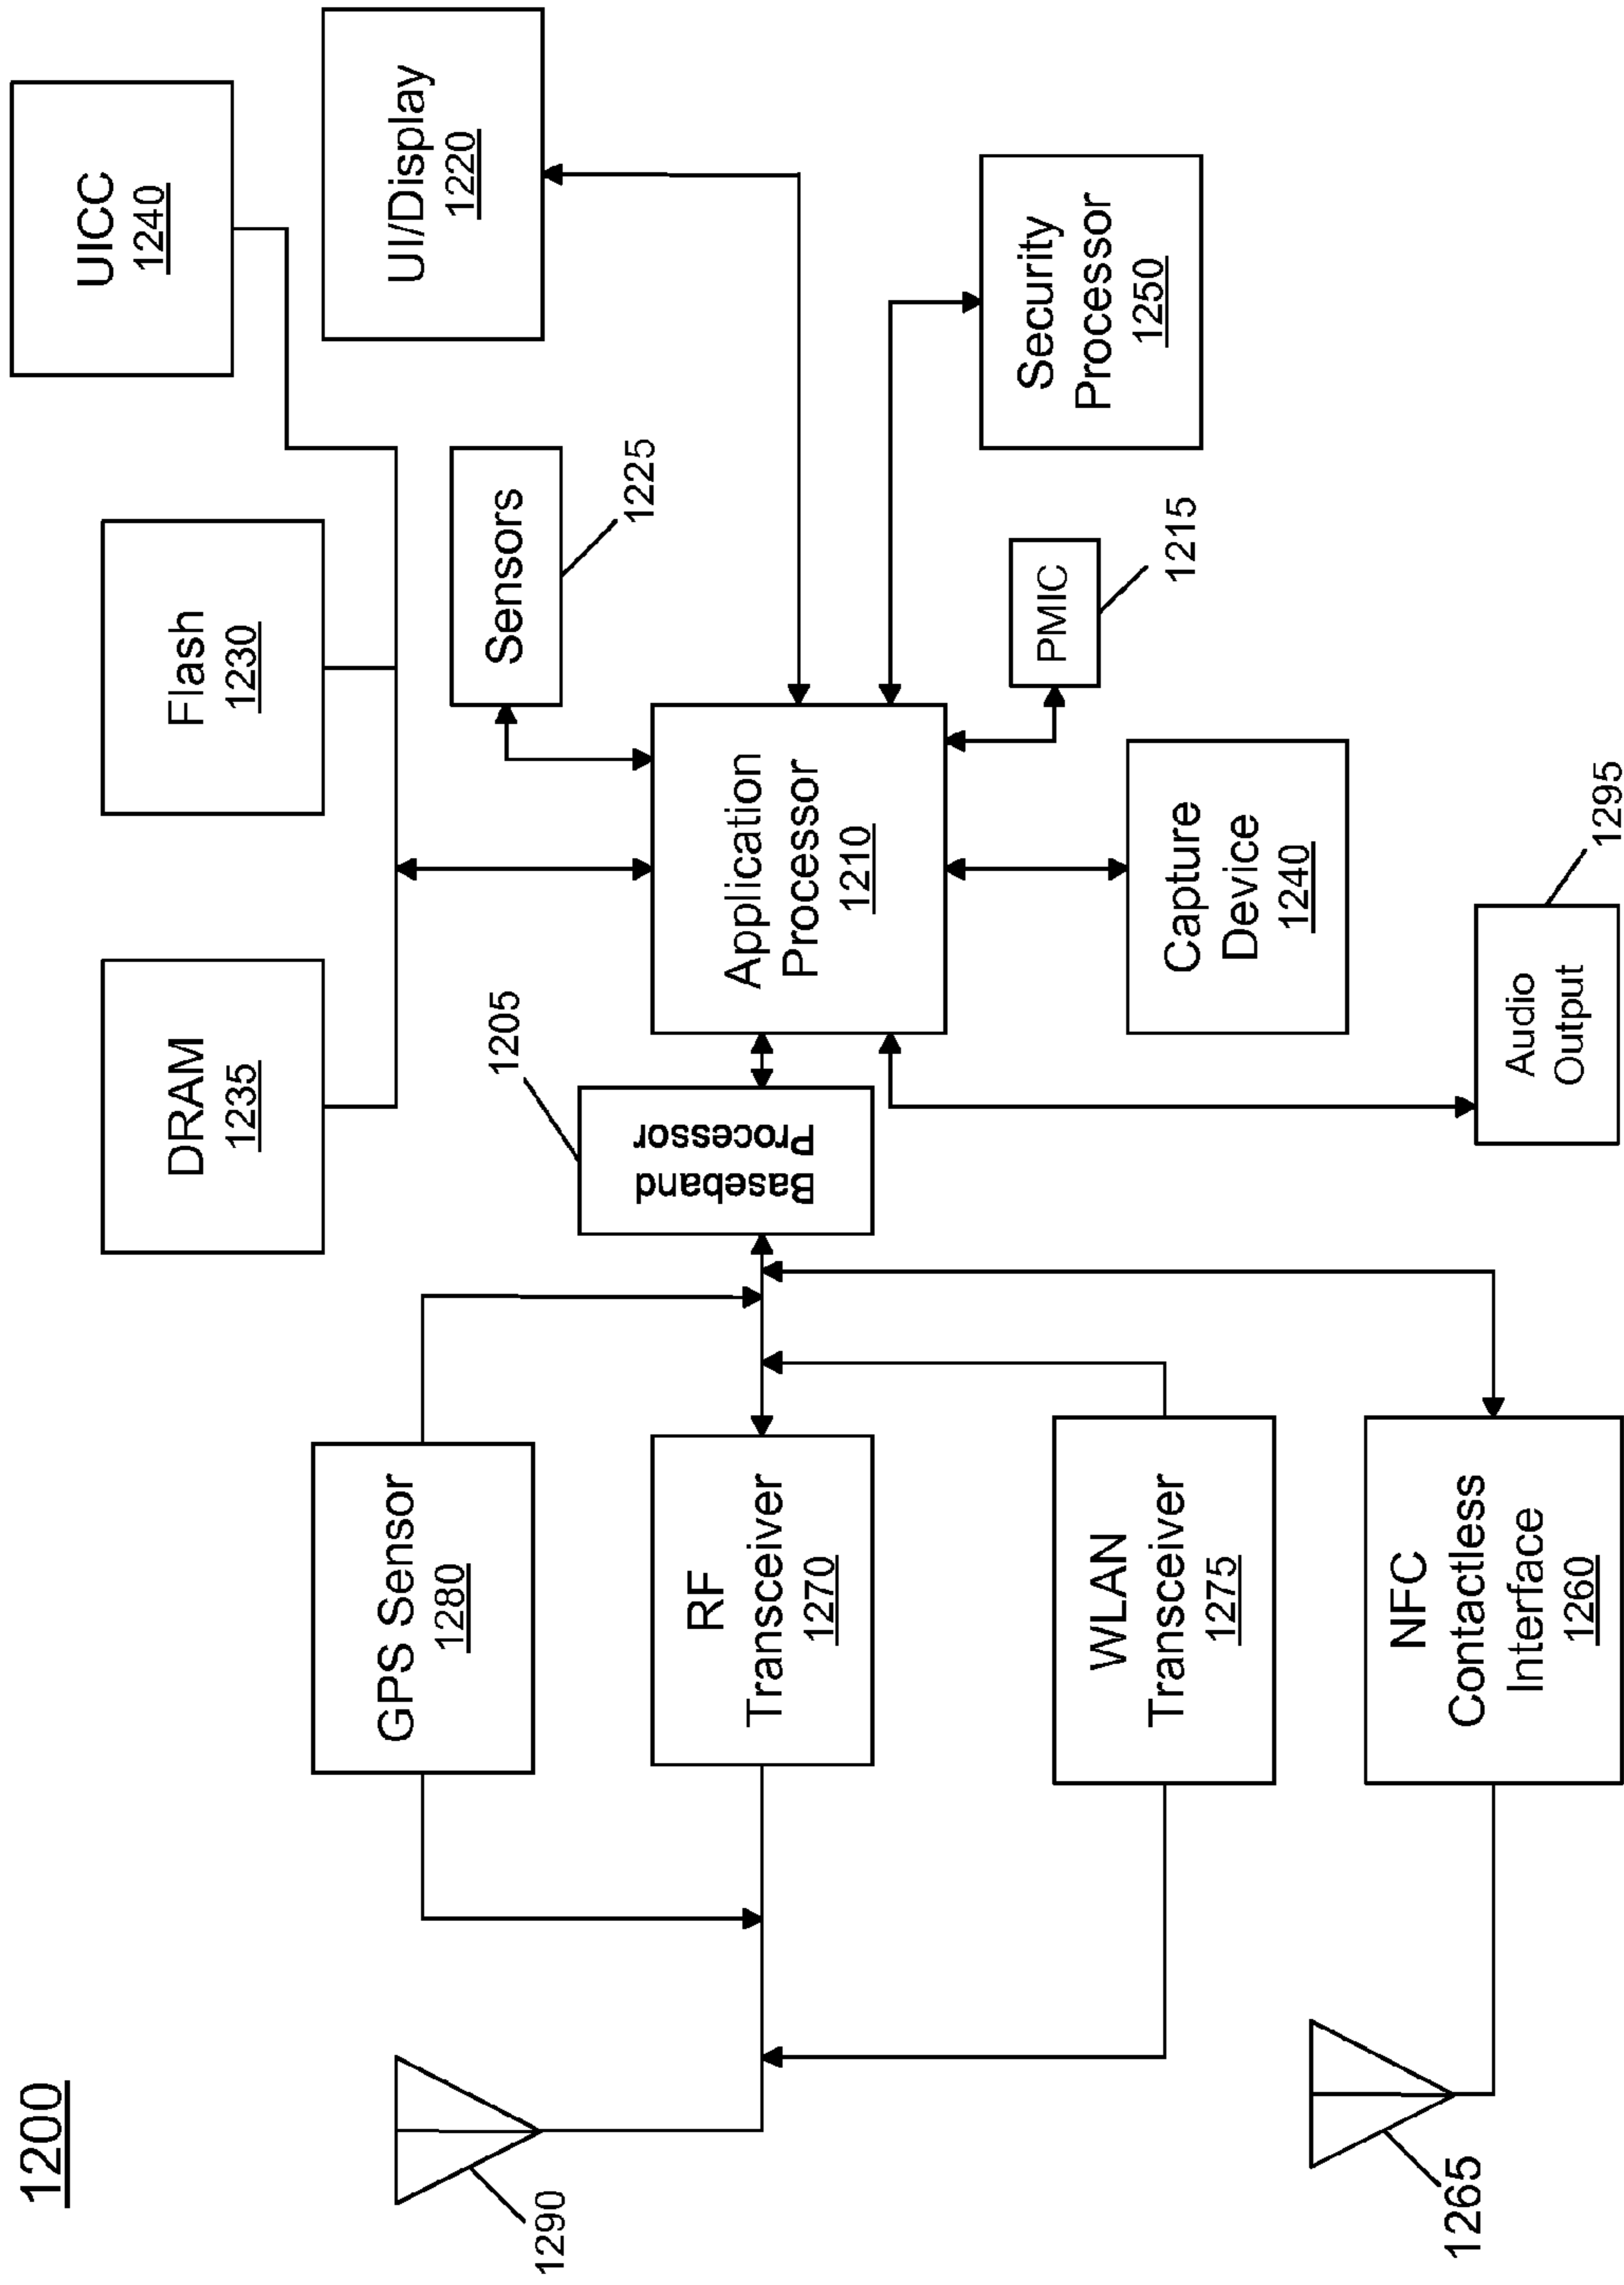 1200
DRAM
1235
Flash
1230
UICC
1240
UI/Display
1220
Sensors
1225
GPS Sensor
1280
1290
1205
Baseband
Processor
RF
Transceiver
1270
Application
Processor
1210
Security
Processor
1250
PMIC
1215
WLAN
Transceiver
1275
Capture
Device
1240
NFC
Contactless
Interface
1260
1265
Audio
Output
1295